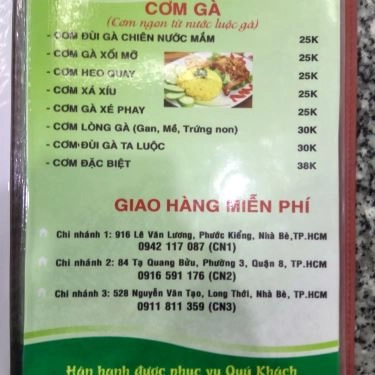 CƠM GÀ
(Cơm ngon từ nước luộc gà)
- CƠM ĐÙI GÀ CHIÊN NƯỚC MẮM 25K
- CƠM GÀ XỐI MỠ 25K
- CƠM HEO QUAY 25K
- CƠM XÁ XÍU 25K
- CƠM GÀ XÉ PHAY 25K
- CƠM LÒNG GÀ (Gan, Mề, Trứng non) 30K
- CƠM ĐÙI GÀ TA LUỘC 30K
- CƠM ĐẶC BIỆT 38K
GIAO HÀNG MIỄN PHÍ
Chi nhánh 1: 916 Lê Văn Lương, Phước Kiểng, Nhà Bè,TP.HCM
0942 117 087 (CN1)
Chi nhánh 2: 84 Tạ Quang Bửu, Phường 3, Quận 8, TP.HCM
0916 591 176 (CN2)
Chi nhánh 3: 528 Nguyễn Văn Tạo, Long Thới, Nhà Bè, TP.HCM
0911 811 359 (CN3)
Hân hạnh được phục vụ Quý Khách